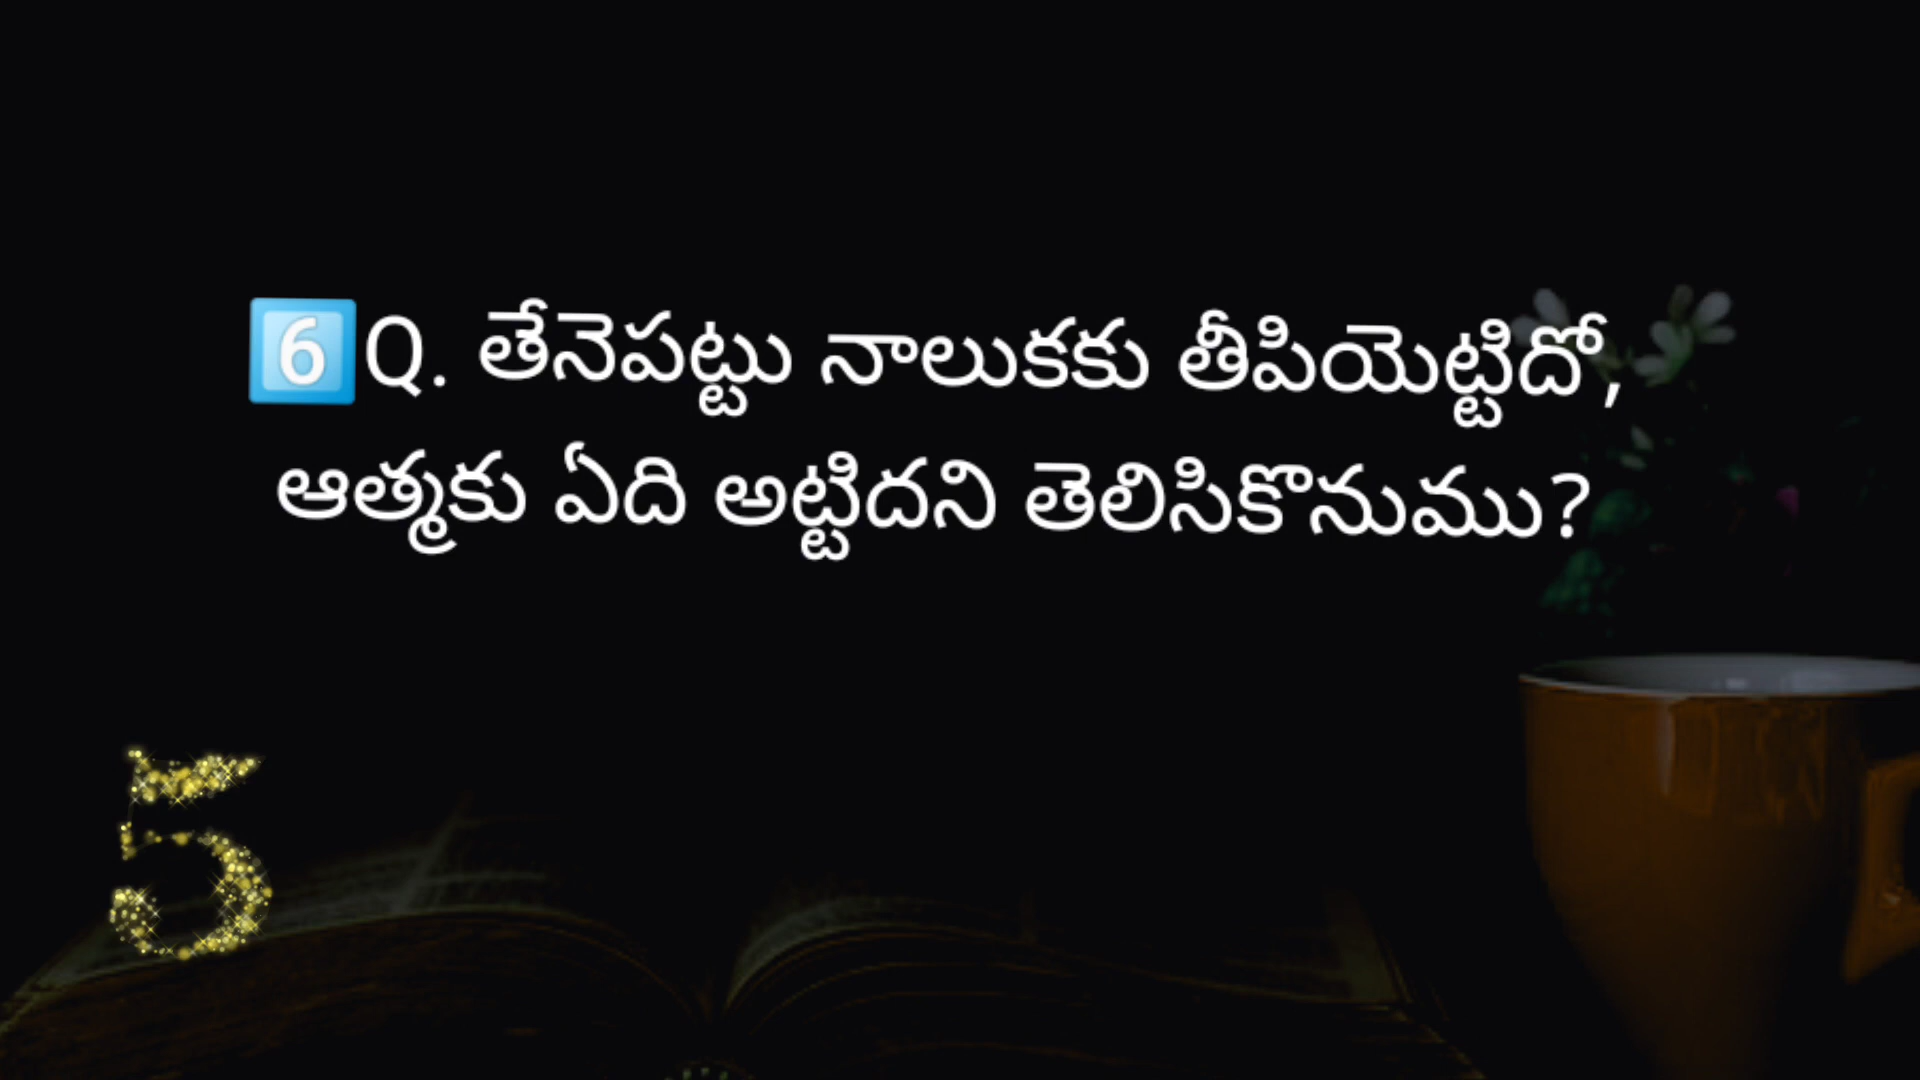 6️⃣Q. తేనెపట్టు నాలుకకు తీపియెట్టిదో,
ఆత్మకు ఏది అట్టిదని తెలిసికొనుము?
5